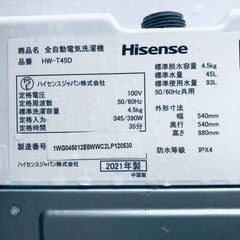 品名 全自動電気洗濯機
品番 HW-T45D
Hisense
ハイセンスジャパン株式会社
定格電圧 100V
定格周波数 50/60Hz
標準洗濯容量 4.5kg
定格消費電力 345/390W
目安時間 35分
標準脱水容量 4.5kg
標準水量 45L
標準使用水量 93L
50/60Hz共用
外形寸法
幅 540mm
奥行 540mm
高さ 880mm
防水等級 IPX4
製造番号 1WG045012E0WWC2LP120530
ハイセンスジャパン株式会社
2021年製
中国製